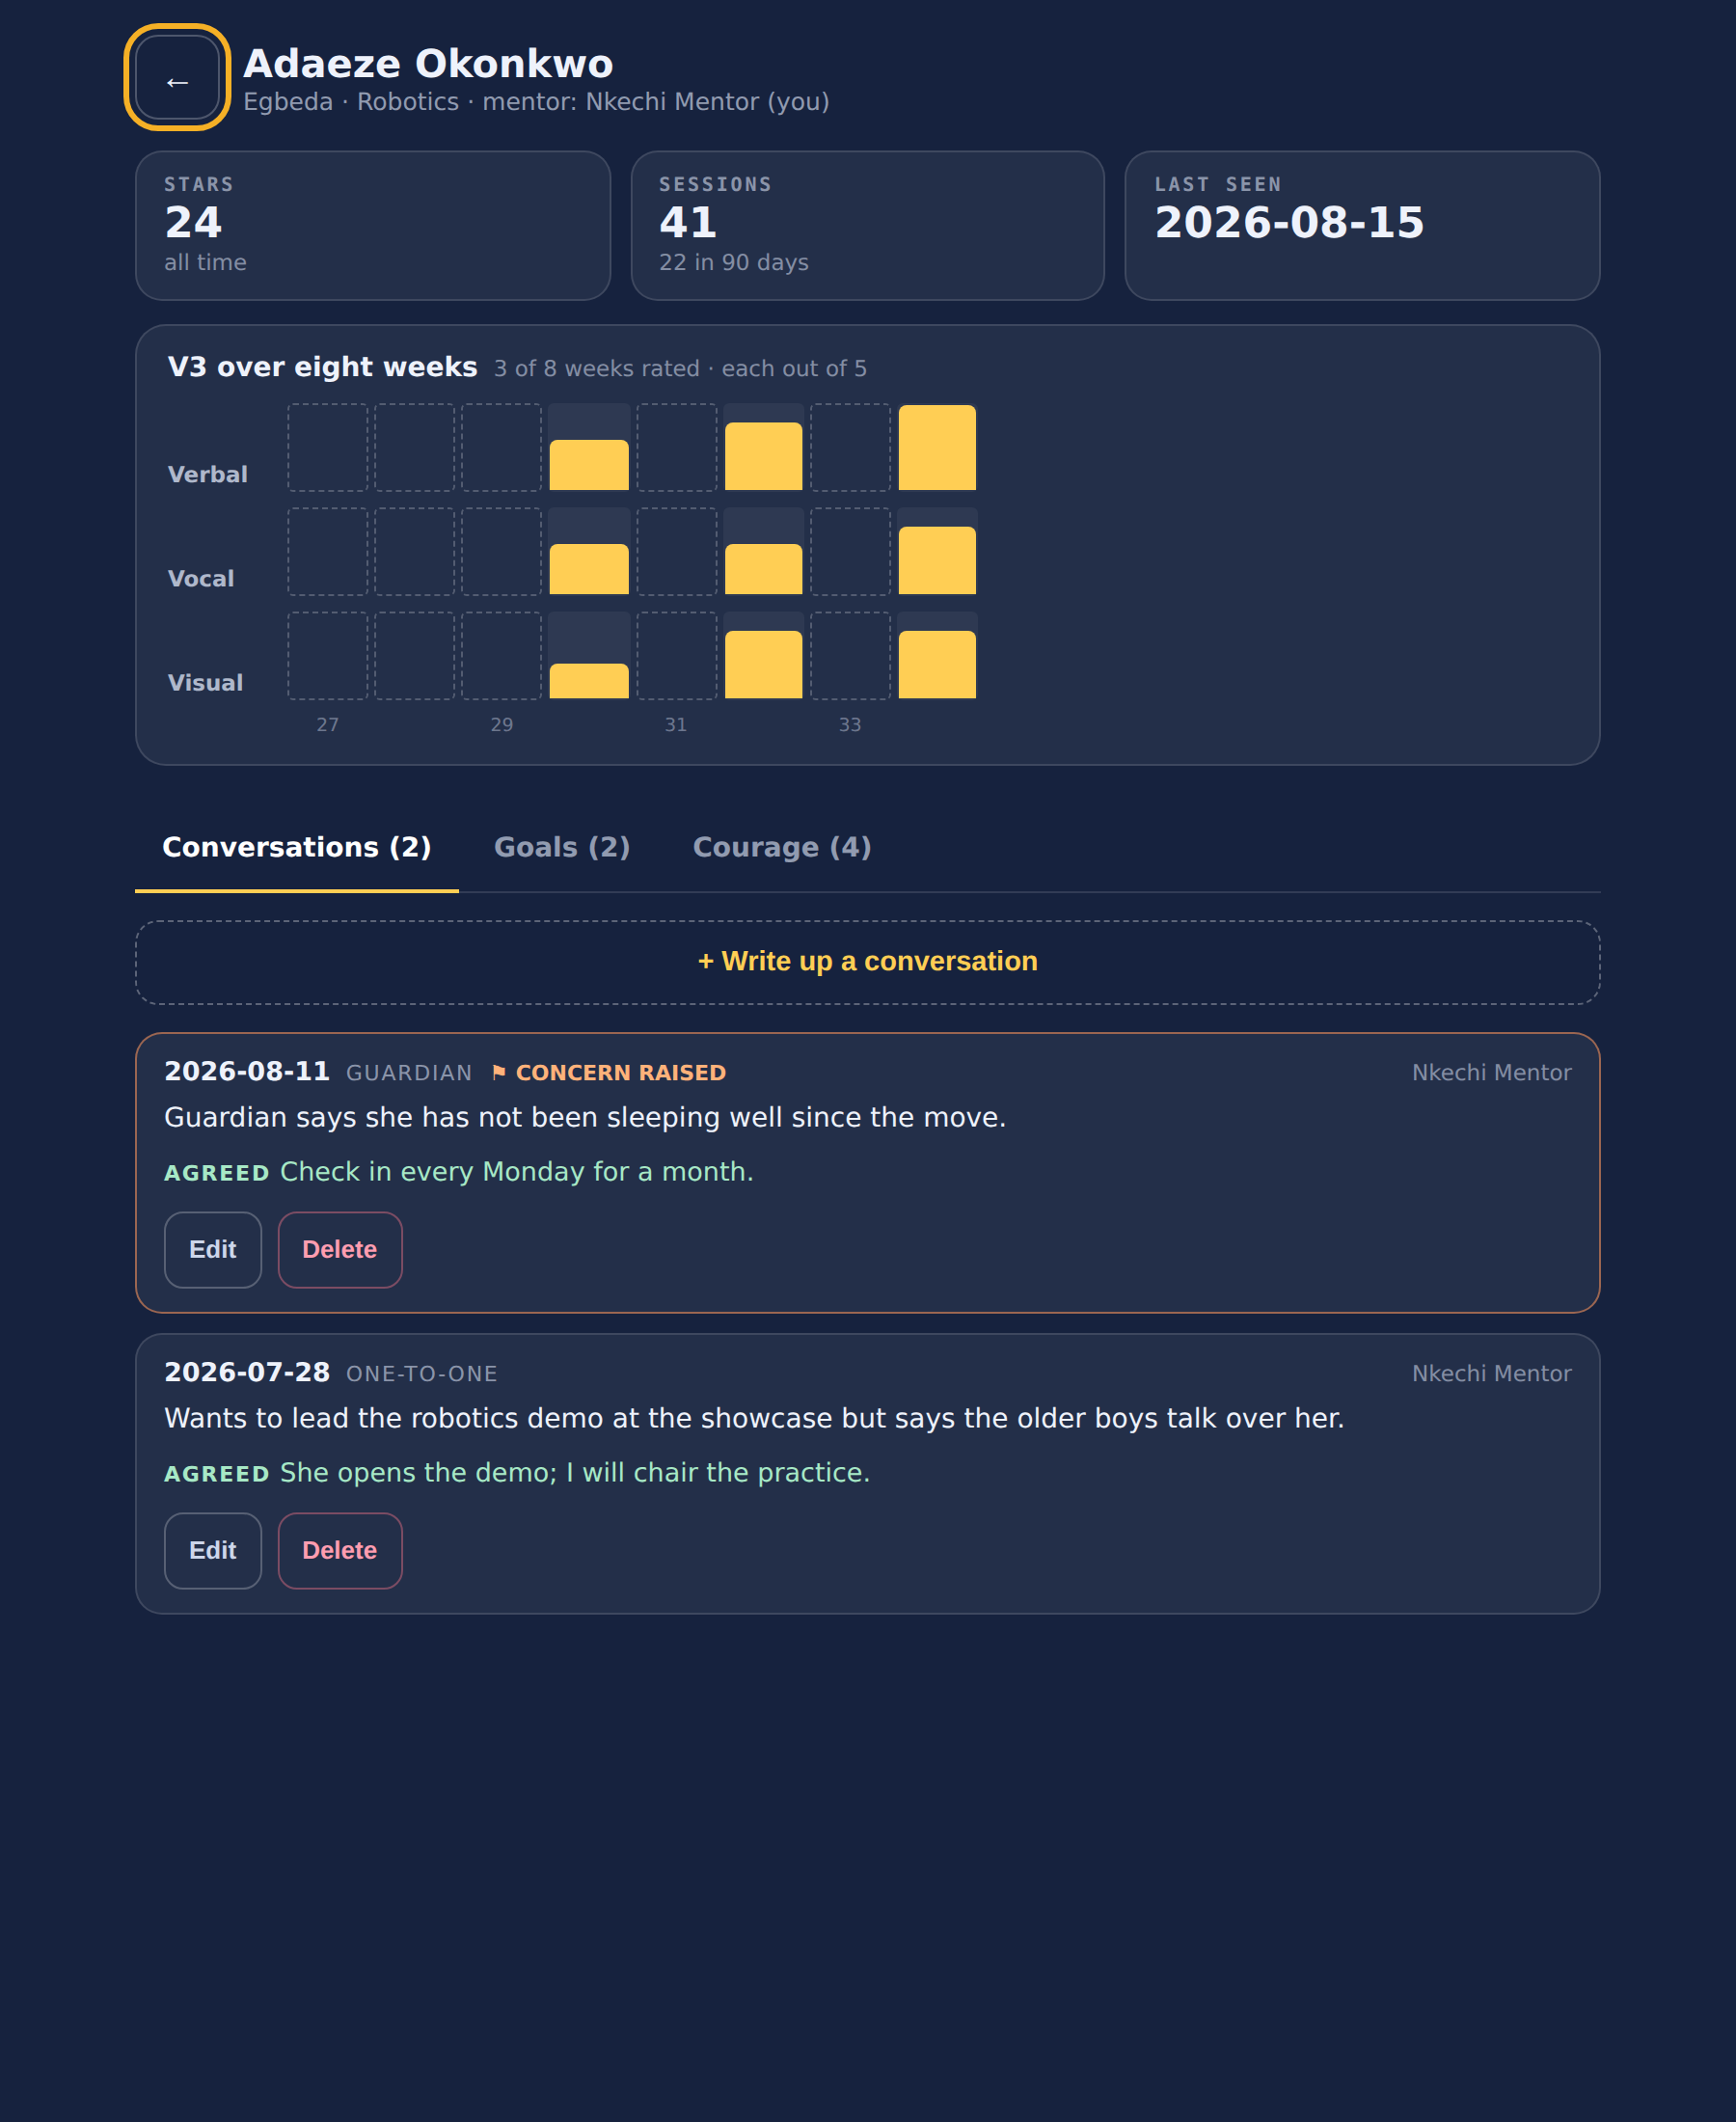 ←
Adaeze Okonkwo
Egbeda · Robotics · mentor: Nkechi Mentor (you)
STARS
24
all time
SESSIONS
41
22 in 90 days
LAST SEEN
2026-08-15
V3 over eight weeks 3 of 8 weeks rated · each out of 5
Verbal
Vocal
Visual
27 29 31 33
Conversations (2) Goals (2) Courage (4)
+ Write up a conversation
2026-08-11 GUARDIAN ⚑ CONCERN RAISED Nkechi Mentor
Guardian says she has not been sleeping well since the move.
AGREED Check in every Monday for a month.
Edit Delete
2026-07-28 ONE-TO-ONE Nkechi Mentor
Wants to lead the robotics demo at the showcase but says the older boys talk over her.
AGREED She opens the demo; I will chair the practice.
Edit Delete